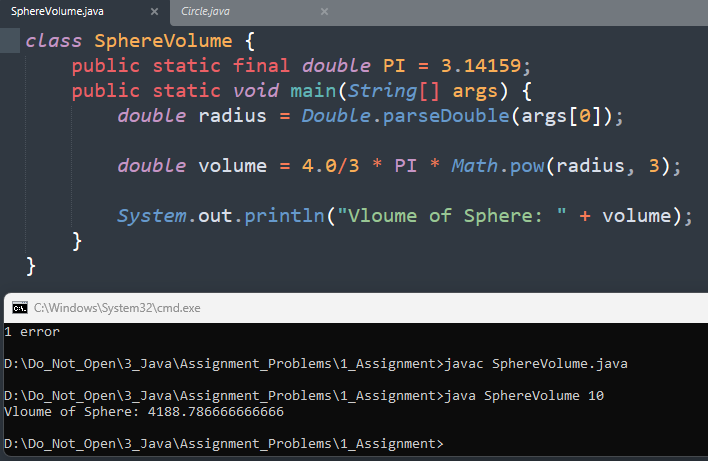 SphereVolume.java × Circle.java ×
class SphereVolume {
public static final double PI = 3.14159;
public static void main(String[] args) {
double radius = Double.parseDouble(args[0]);
double volume = 4.0/3 * PI * Math.pow(radius, 3);
System.out.println("Vloume of Sphere: " + volume);
}
}
C:\Windows\System32\cmd.exe
1 error
D:\Do_Not_Open\3_Java\Assignment_Problems\1_Assignment>javac SphereVolume.java
D:\Do_Not_Open\3_Java\Assignment_Problems\1_Assignment>java SphereVolume 10
Vloume of Sphere: 4188.786666666666
D:\Do_Not_Open\3_Java\Assignment_Problems\1_Assignment>